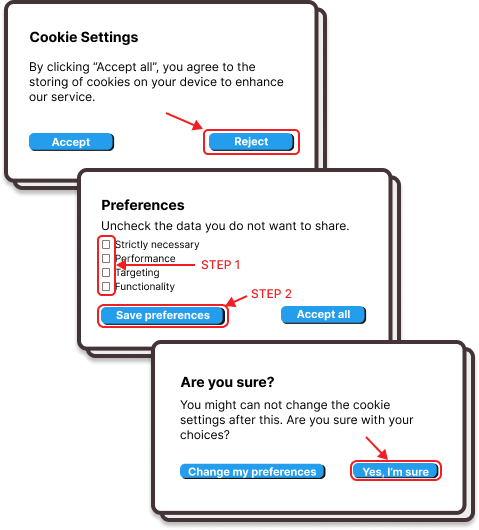 Cookie Settings
By clicking “Accept all”, you agree to the
storing of cookies on your device to enhance
our service.
Accept
Reject
Preferences
Uncheck the data you do not want to share.
Strictly necessary
Performance
Targeting
Functionality
STEP 1
STEP 2
Save preferences
Accept all
Are you sure?
You might can not change the cookie
settings after this. Are you sure with your
choices?
Change my preferences
Yes, I'm sure